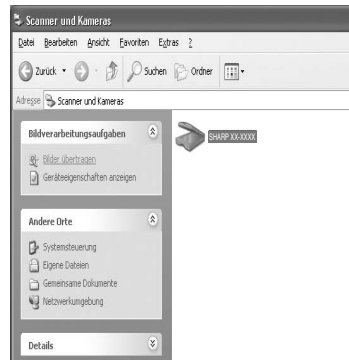 Scanner und Kameras
Datei Bearbeiten Ansicht Favoriten Extras ?
Zurück Suchen Ordner
Adresse Scanner und Kameras
Bildverarbeitungsaufgaben
Bilder übertragen
Geräteeigenschaften anzeigen
SHARP XX-XXXX
Andere Orte
Systemsteuerung
Eigene Dateien
Gemeinsame Dokumente
Netzwerkumgebung
Details